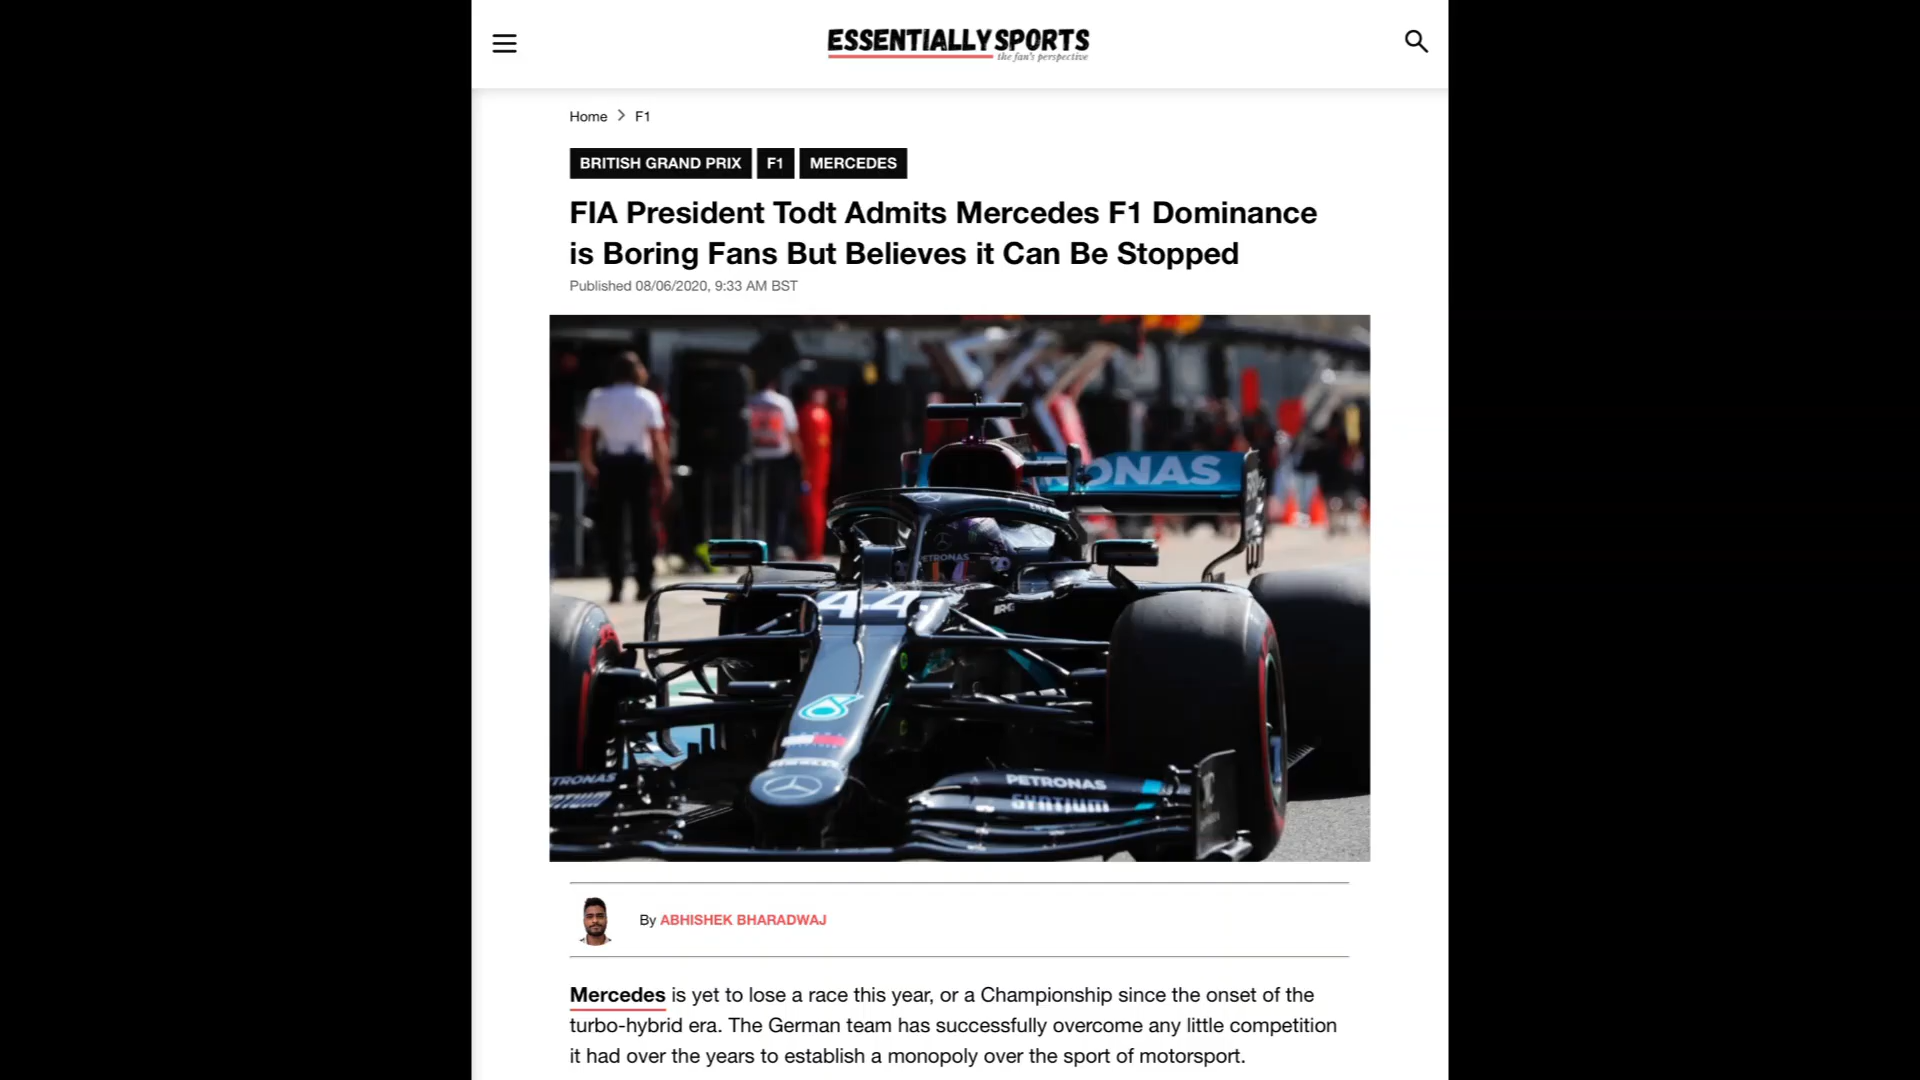 ESSENTIALLYSPORTS
the fan's perspective
Home > F1
BRITISH GRAND PRIX F1 MERCEDES
FIA President Todt Admits Mercedes F1 Dominance
is Boring Fans But Believes it Can Be Stopped
Published 08/06/2020, 9:33 AM BST
ONAS
PETRONAS
44
PETRONAS
SYNTIUM
TRONAS
By ABHISHEK BHARADWAJ
Mercedes is yet to lose a race this year, or a Championship since the onset of the
turbo-hybrid era. The German team has successfully overcome any little competition
it had over the years to establish a monopoly over the sport of motorsport.